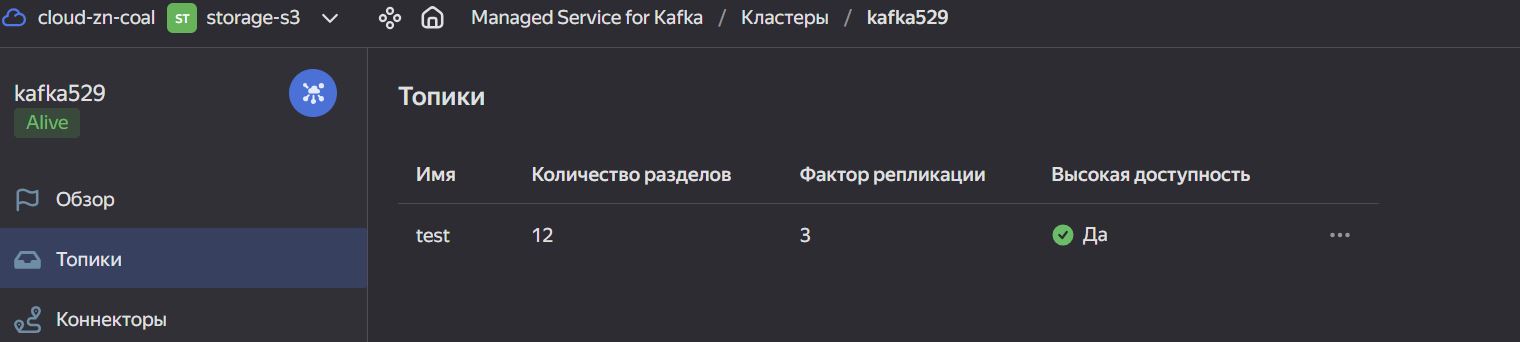 cloud-zn-coal ST storage-s3 Managed Service for Kafka / Кластеры / kafka529
kafka529
Alive
Обзор
Топики
Коннекторы
Топики
Имя Количество разделов Фактор репликации Высокая доступность
test 12 3 Да